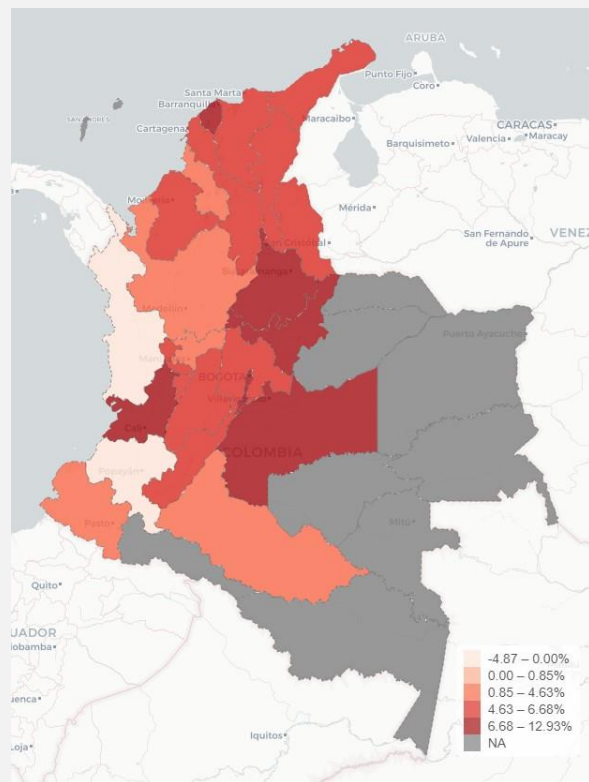 ARUBA
Punto Fijo
Coro
Santa Marta
Barranquilla
Maracaibo
CARACAS
Cartagena
Valencia
Maracay
Barquisimeto
Mérida
San Fernando
de Apure
San Cristóbal
VENEZ
Bucaramanga
Puerto Ayacucho
Medellín
Manizales
BOGOTÁ
Villavicencio
Cali
COLOMBIA
Popayán
Mitú
Pasto
Quito
UADOR
iobamba
uenca
Loja
Iquitos
-4.87 – 0.00%
0.00 – 0.85%
0.85 – 4.63%
4.63 – 6.68%
6.68 – 12.93%
NA